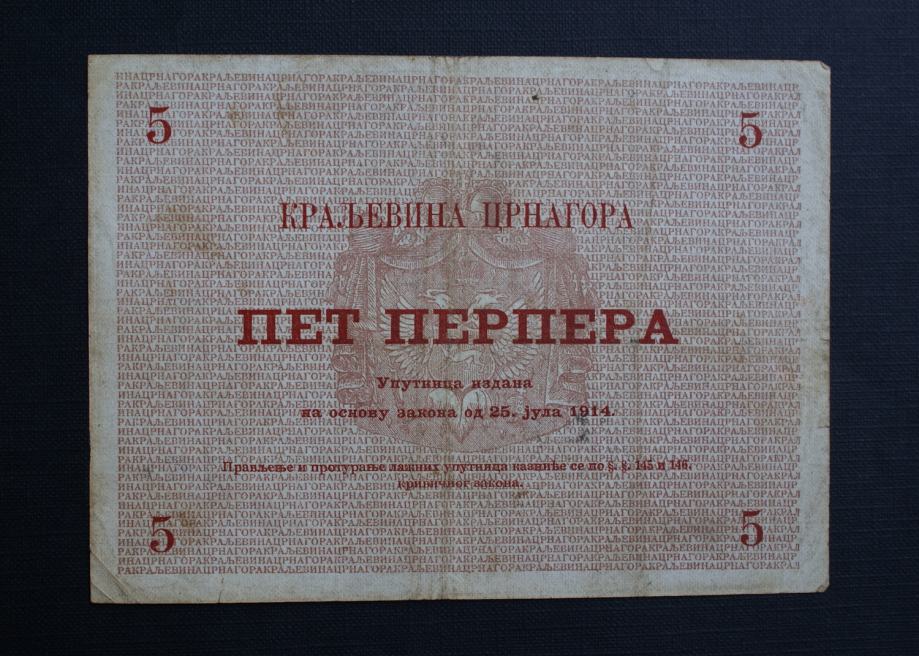 5 5
КРАЉЕВИНА ЦРНАГОРА
ПЕТ ПЕРПЕРА
Упутница издана
на основу закона од 25. јула 1914.
Прављење и протурање лажних упутница казниће се по §. §. 145 и 146.
кривичног закона.
5 5